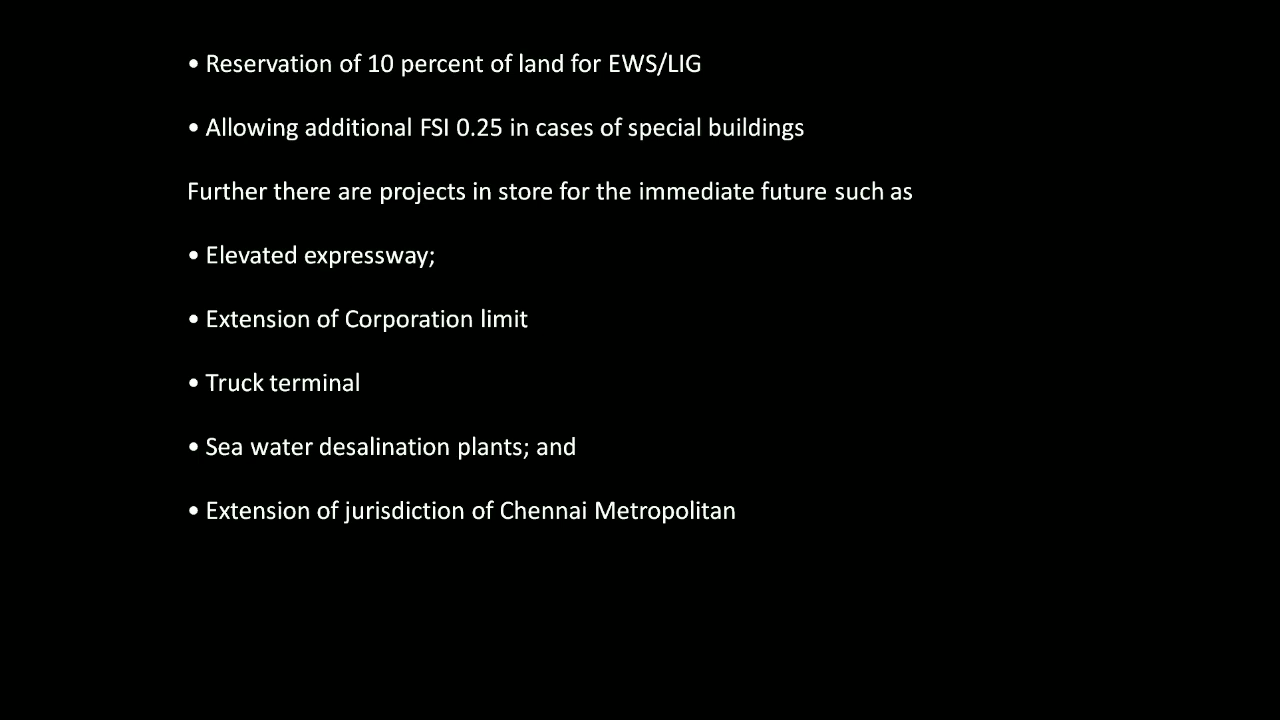 • Reservation of 10 percent of land for EWS/LIG
• Allowing additional FSI 0.25 in cases of special buildings
Further there are projects in store for the immediate future such as
• Elevated expressway;
• Extension of Corporation limit
• Truck terminal
• Sea water desalination plants; and
• Extension of jurisdiction of Chennai Metropolitan